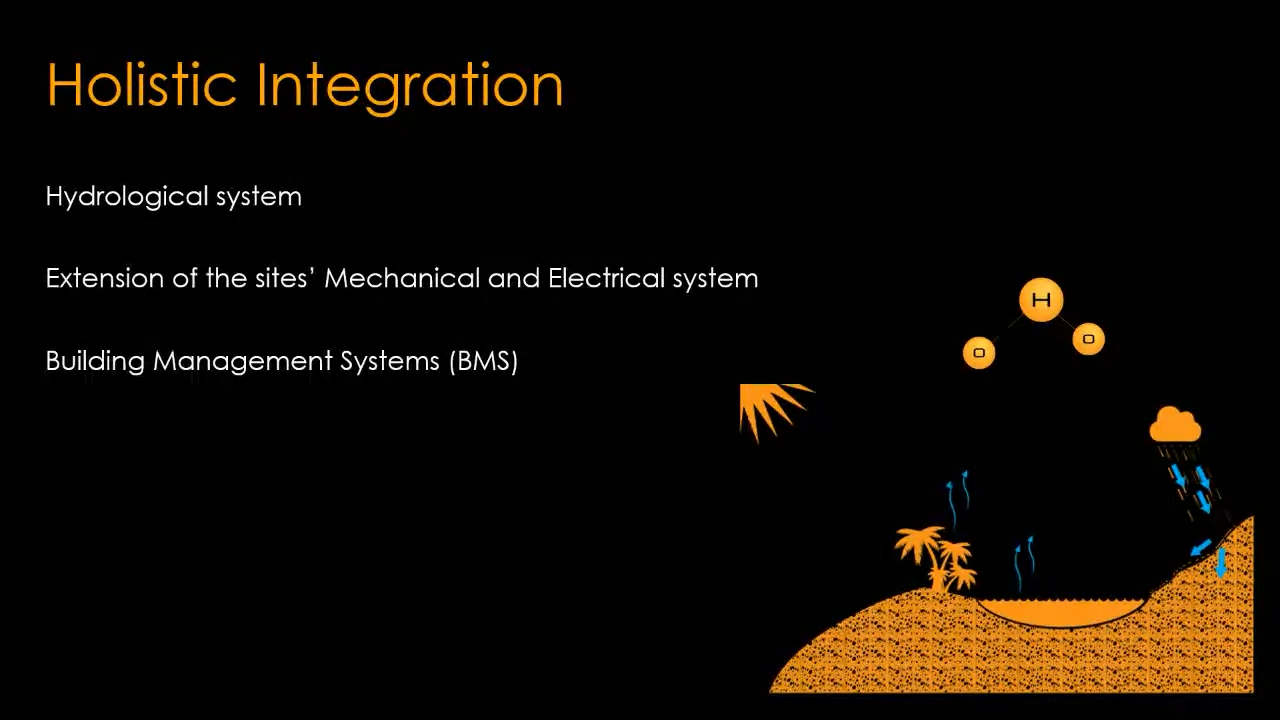 Holistic Integration
Hydrological system
Extension of the sites’ Mechanical and Electrical system
Building Management Systems (BMS)
H
O
O